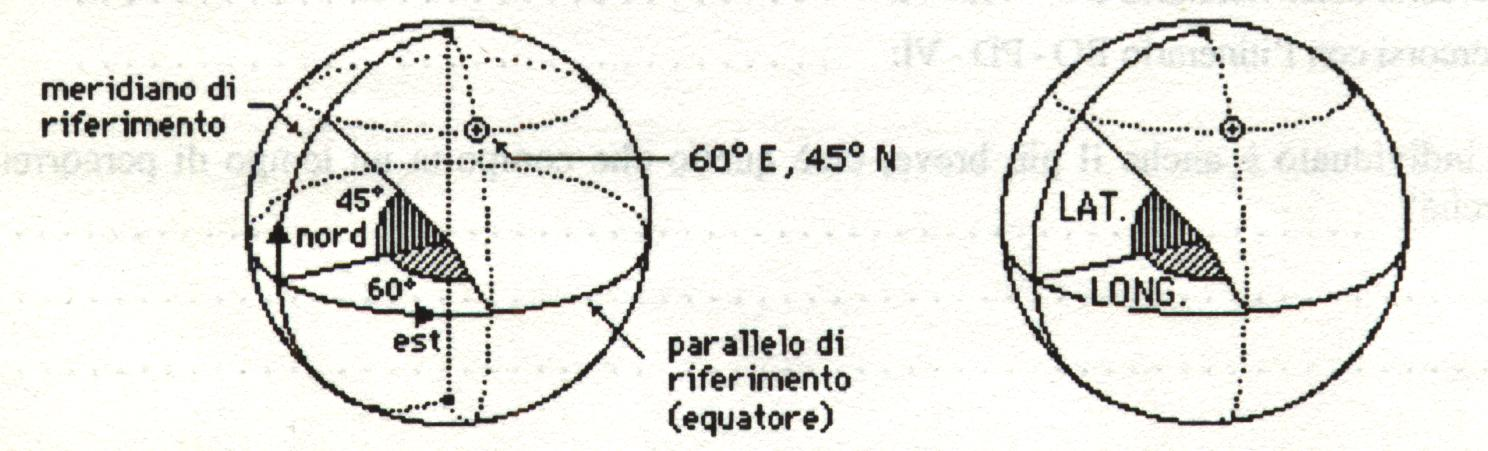 meridiano di
riferimento
60° E, 45° N
45°
nord
60°
est
parallelo di
riferimento
(equatore)
LAT.
LONG.